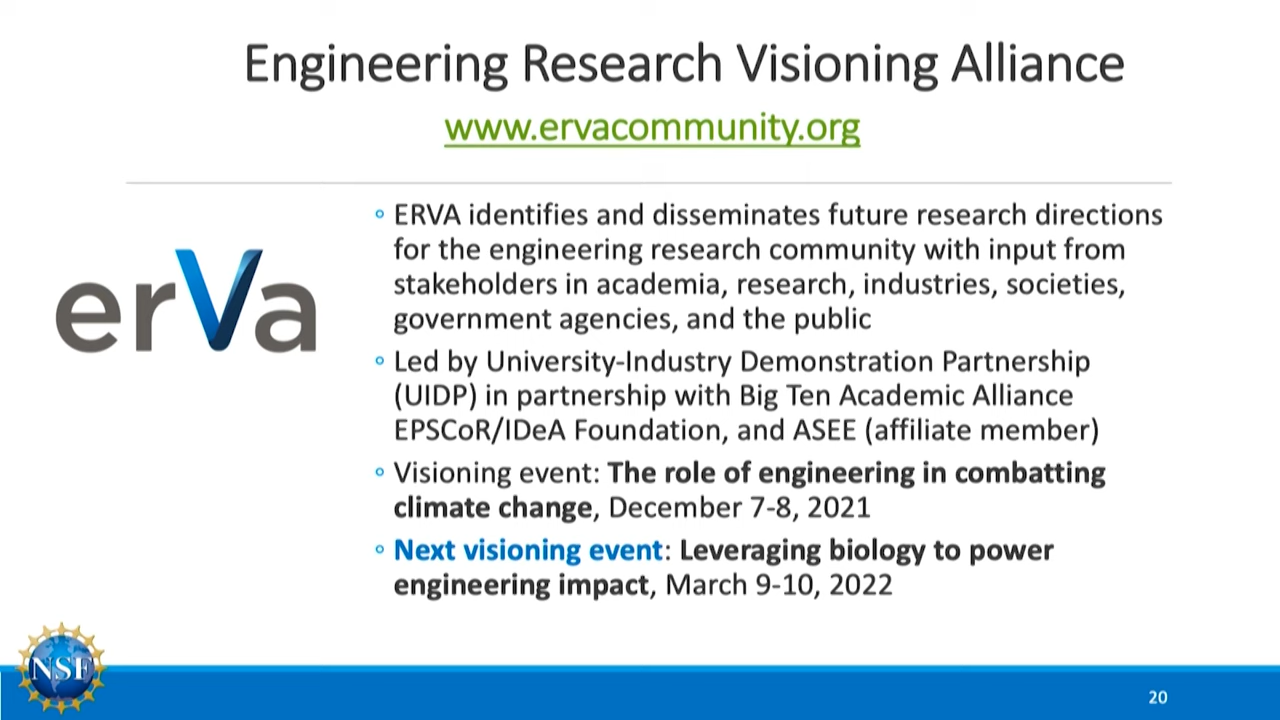 Engineering Research Visioning Alliance
www.ervacommunity.org
erVa
◦ ERVA identifies and disseminates future research directions
for the engineering research community with input from
stakeholders in academia, research, industries, societies,
government agencies, and the public
◦ Led by University-Industry Demonstration Partnership
(UIDP) in partnership with Big Ten Academic Alliance
EPSCoR/IDeA Foundation, and ASEE (affiliate member)
◦ Visioning event: The role of engineering in combatting
climate change, December 7-8, 2021
◦ Next visioning event: Leveraging biology to power
engineering impact, March 9-10, 2022
NSF
20